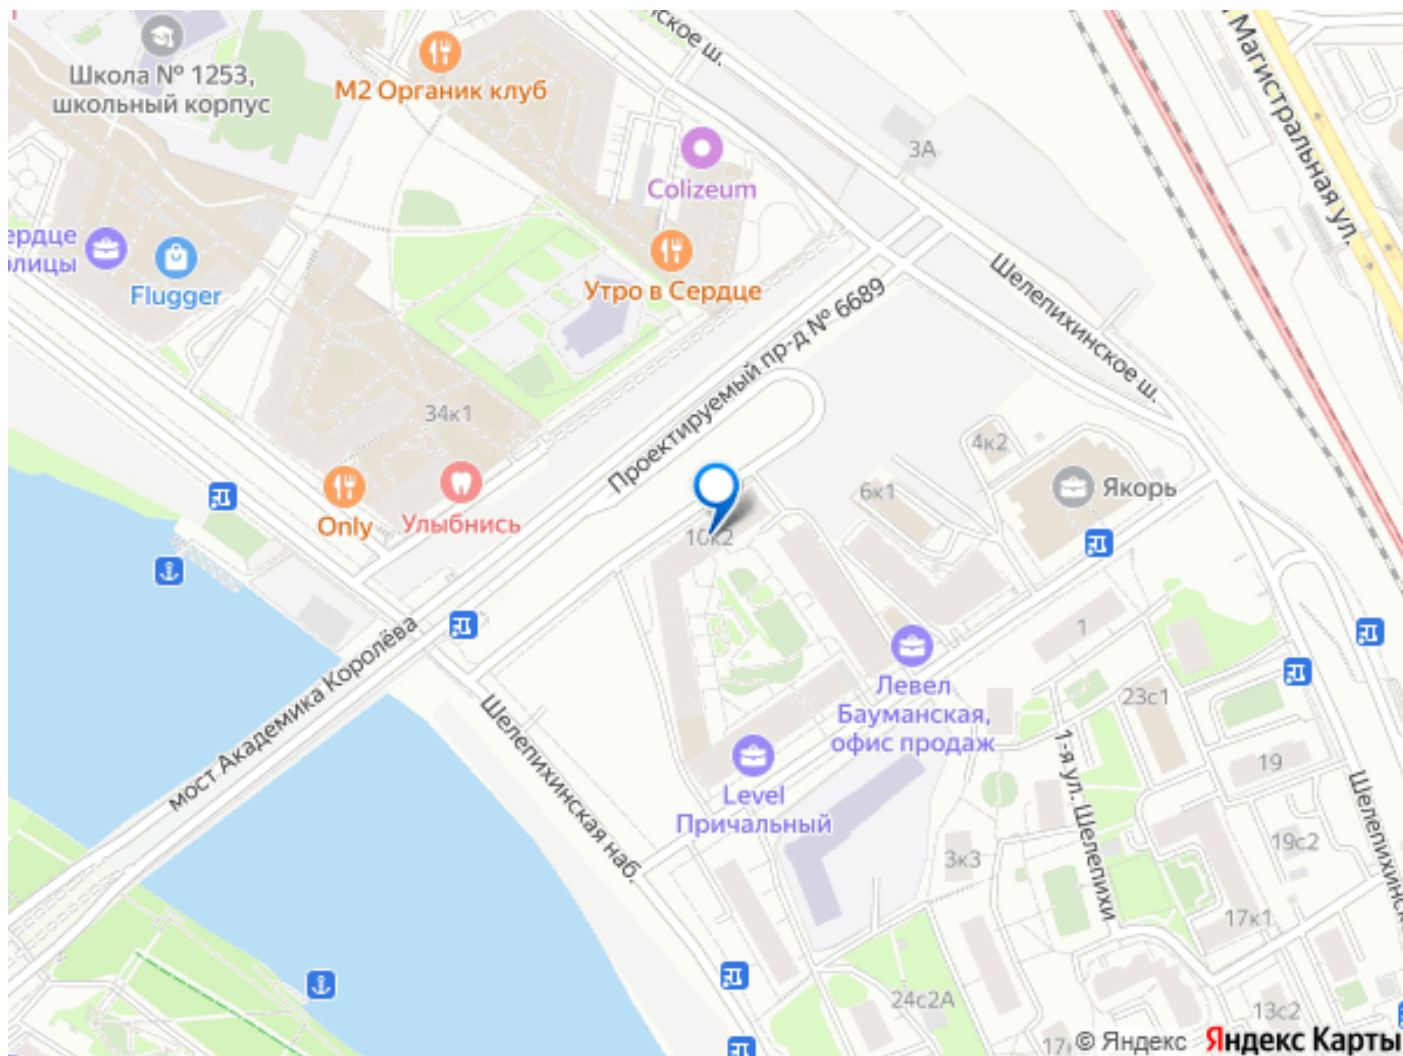 Школа № 1253,
школьный корпус
М2 Органик клуб
ское ш.
Магистральная ул.
3А
Colizeum
ердце
олицы
Flugger
Утро в Сердце
Проектируемый пр-д № 6689
Шелепихинское ш.
34к1
4к2
6к1
Якорь
Only
Улыбнись
10к2
мост Академика Королёва
1
Левел
Бауманская,
офис продаж
23с1
Шелепихинская наб.
1-я ул. Шелепихи
19
Level
Причальный
Шелепихинск
19с2
3к3
17к1
24с2А
13с2
17
© Яндекс Яндекс Карты